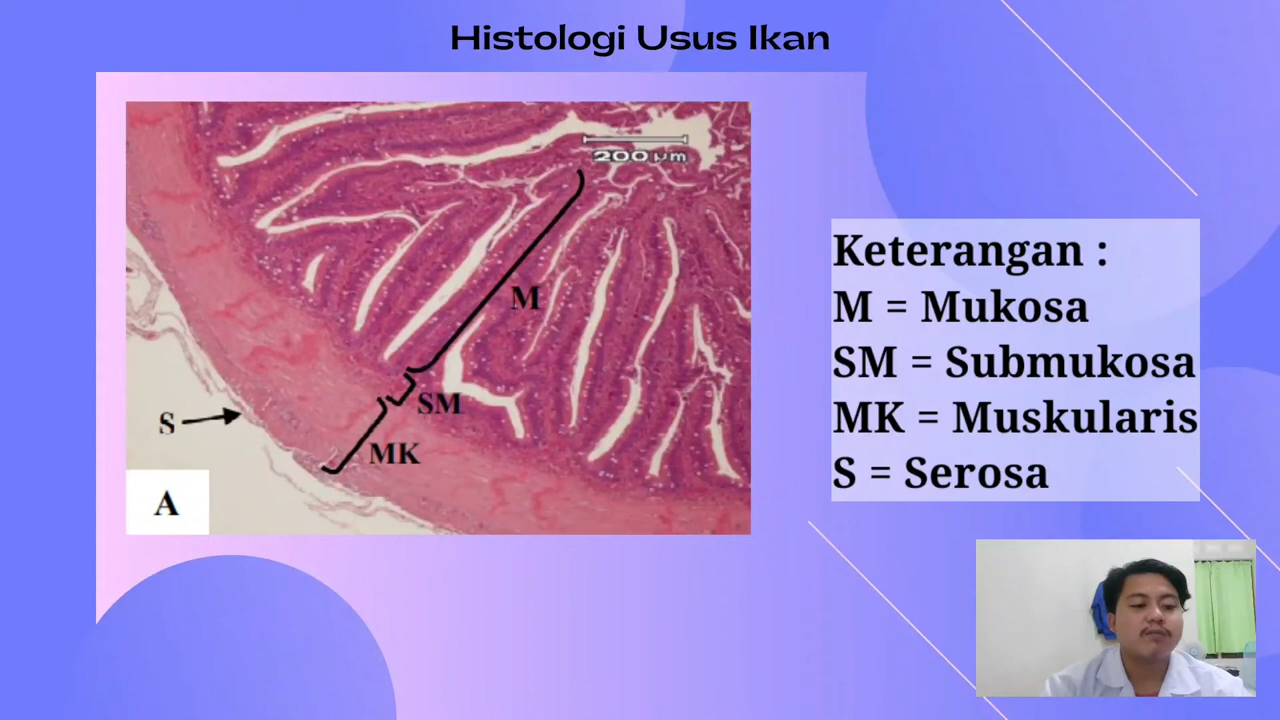 Histologi Usus Ikan
200 µm
M
SM
MK
S
A
Keterangan :
M = Mukosa
SM = Submukosa
MK = Muskularis
S = Serosa